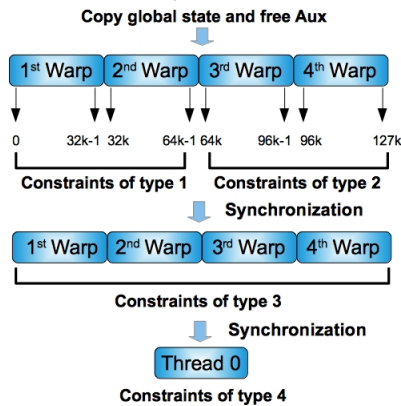 Copy global state and free Aux
1st Warp 2nd Warp 3rd Warp 4th Warp
0 32k-1 32k 64k-1 64k 96k-1 96k 127k
Constraints of type 1 Constraints of type 2
Synchronization
1st Warp 2nd Warp 3rd Warp 4th Warp
Constraints of type 3
Synchronization
Thread 0
Constraints of type 4